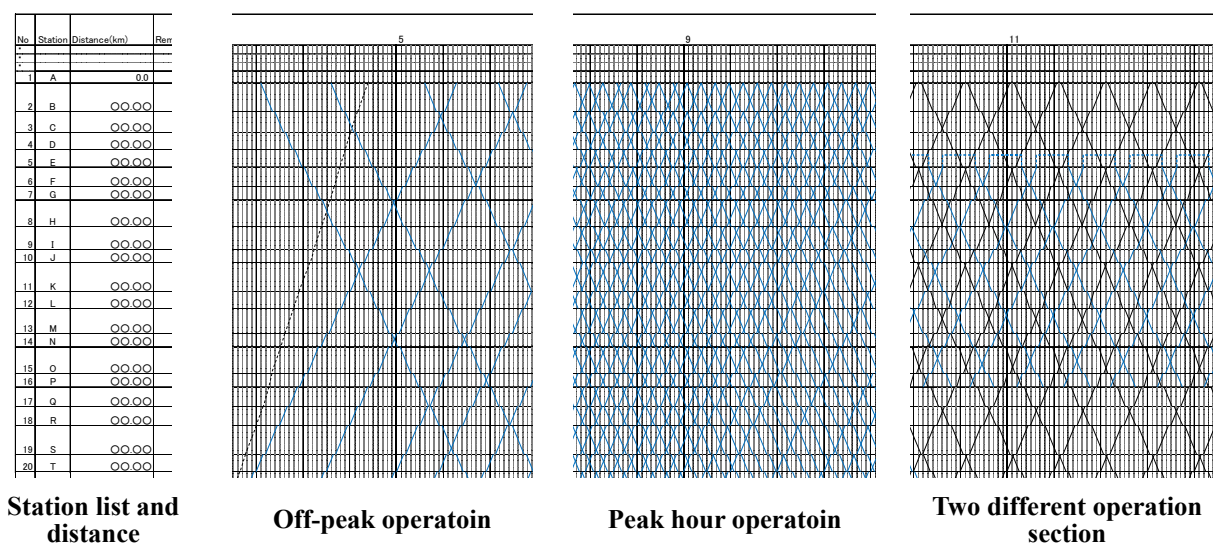 5
9
11
No Station Distance(km) Rem
*
*
*
1 A 0.0
2 B OO.OO
3 C OO.OO
4 D OO.OO
5 E OO.OO
6 F OO.OO
7 G OO.OO
8 H OO.OO
9 I OO.OO
10 J OO.OO
11 K OO.OO
12 L OO.OO
13 M OO.OO
14 N OO.OO
15 O OO.OO
16 P OO.OO
17 Q OO.OO
18 R OO.OO
19 S OO.OO
20 T OO.OO
Station list and
distance
Off-peak operatoin
Peak hour operatoin
Two different operation
section